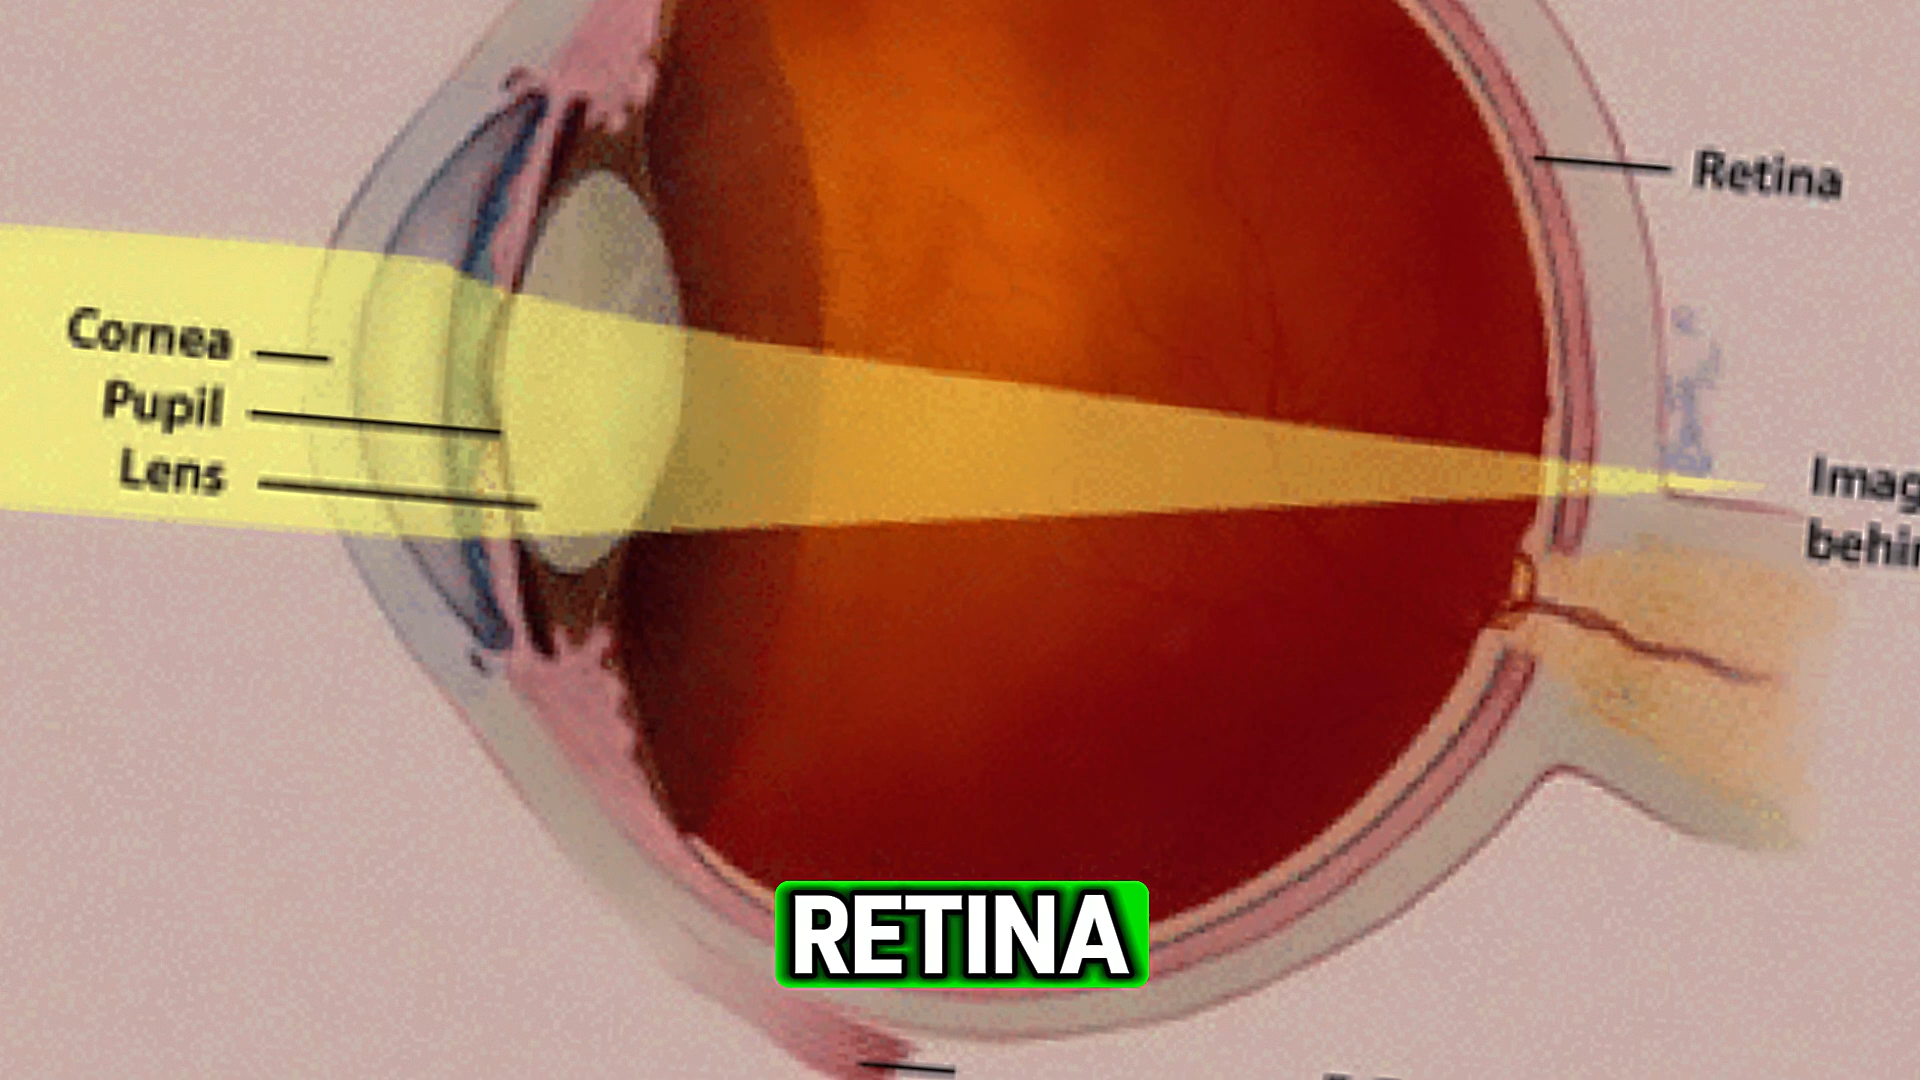 Retina
Cornea
Pupil
Lens
RETINA